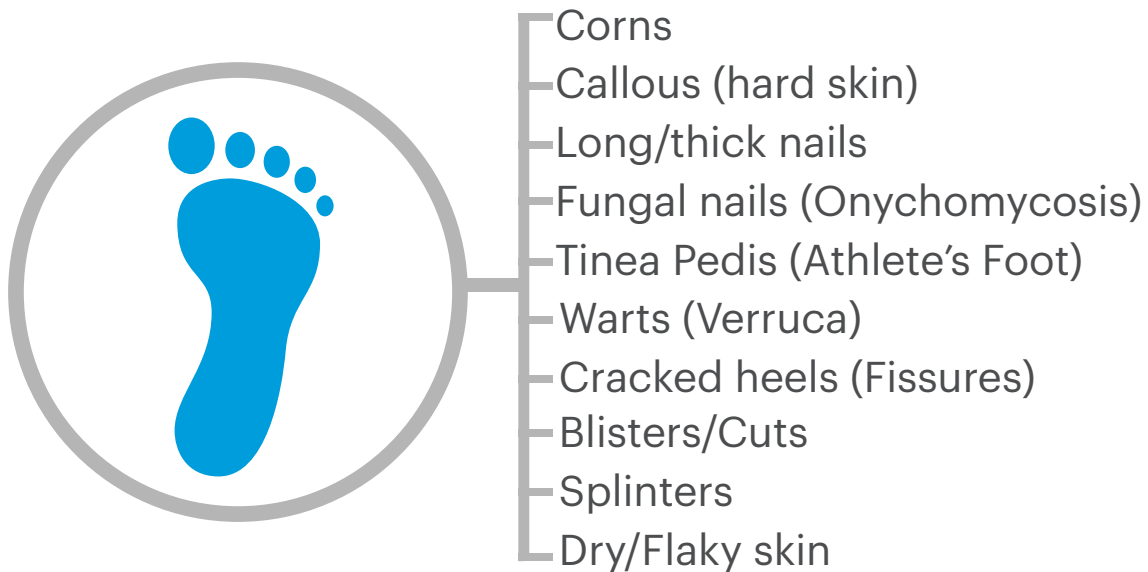 Corns
Callous (hard skin)
Long/thick nails
Fungal nails (Onychomycosis)
Tinea Pedis (Athlete’s Foot)
Warts (Verruca)
Cracked heels (Fissures)
Blisters/Cuts
Splinters
Dry/Flaky skin